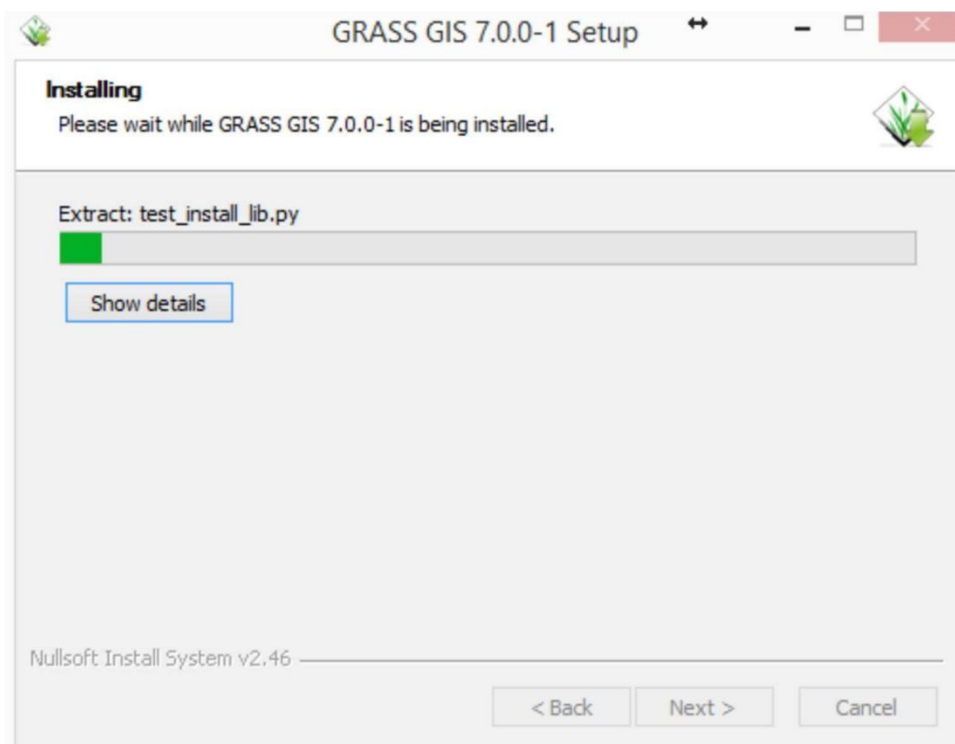 GRASS GIS 7.0.0-1 Setup
Installing
Please wait while GRASS GIS 7.0.0-1 is being installed.
Extract: test_install_lib.py
Show details
Nullsoft Install System v2.46
< Back Next > Cancel